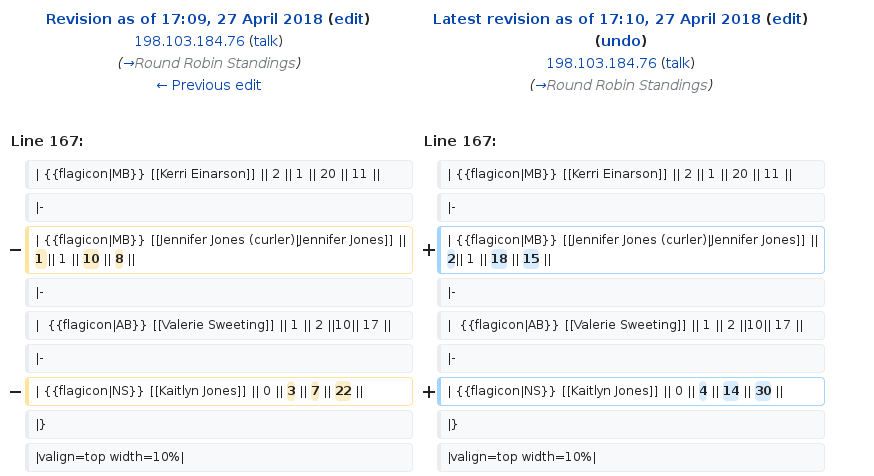 Revision as of 17:09, 27 April 2018 (edit)
198.103.184.76 (talk)
(→Round Robin Standings)
← Previous edit
Latest revision as of 17:10, 27 April 2018 (edit)
(undo)
198.103.184.76 (talk)
(→Round Robin Standings)
Line 167:
Line 167:
| {{flagicon|MB}} [[Kerri Einarson]] || 2 || 1 || 20 || 11 ||
| {{flagicon|MB}} [[Kerri Einarson]] || 2 || 1 || 20 || 11 ||
|-
|-
− | {{flagicon|MB}} [[Jennifer Jones (curler)|Jennifer Jones]] ||
1 || 1 || 10 || 8 ||
+ | {{flagicon|MB}} [[Jennifer Jones (curler)|Jennifer Jones]] ||
2|| 1 || 18 || 15 ||
|-
|-
|  {{flagicon|AB}} [[Valerie Sweeting]] || 1 || 2 ||10|| 17 ||
|  {{flagicon|AB}} [[Valerie Sweeting]] || 1 || 2 ||10|| 17 ||
|-
|-
− | {{flagicon|NS}} [[Kaitlyn Jones]] || 0 || 3 || 7 || 22 ||
+ | {{flagicon|NS}} [[Kaitlyn Jones]] || 0 || 4 || 14 || 30 ||
|}
|}
|valign=top width=10%|
|valign=top width=10%|